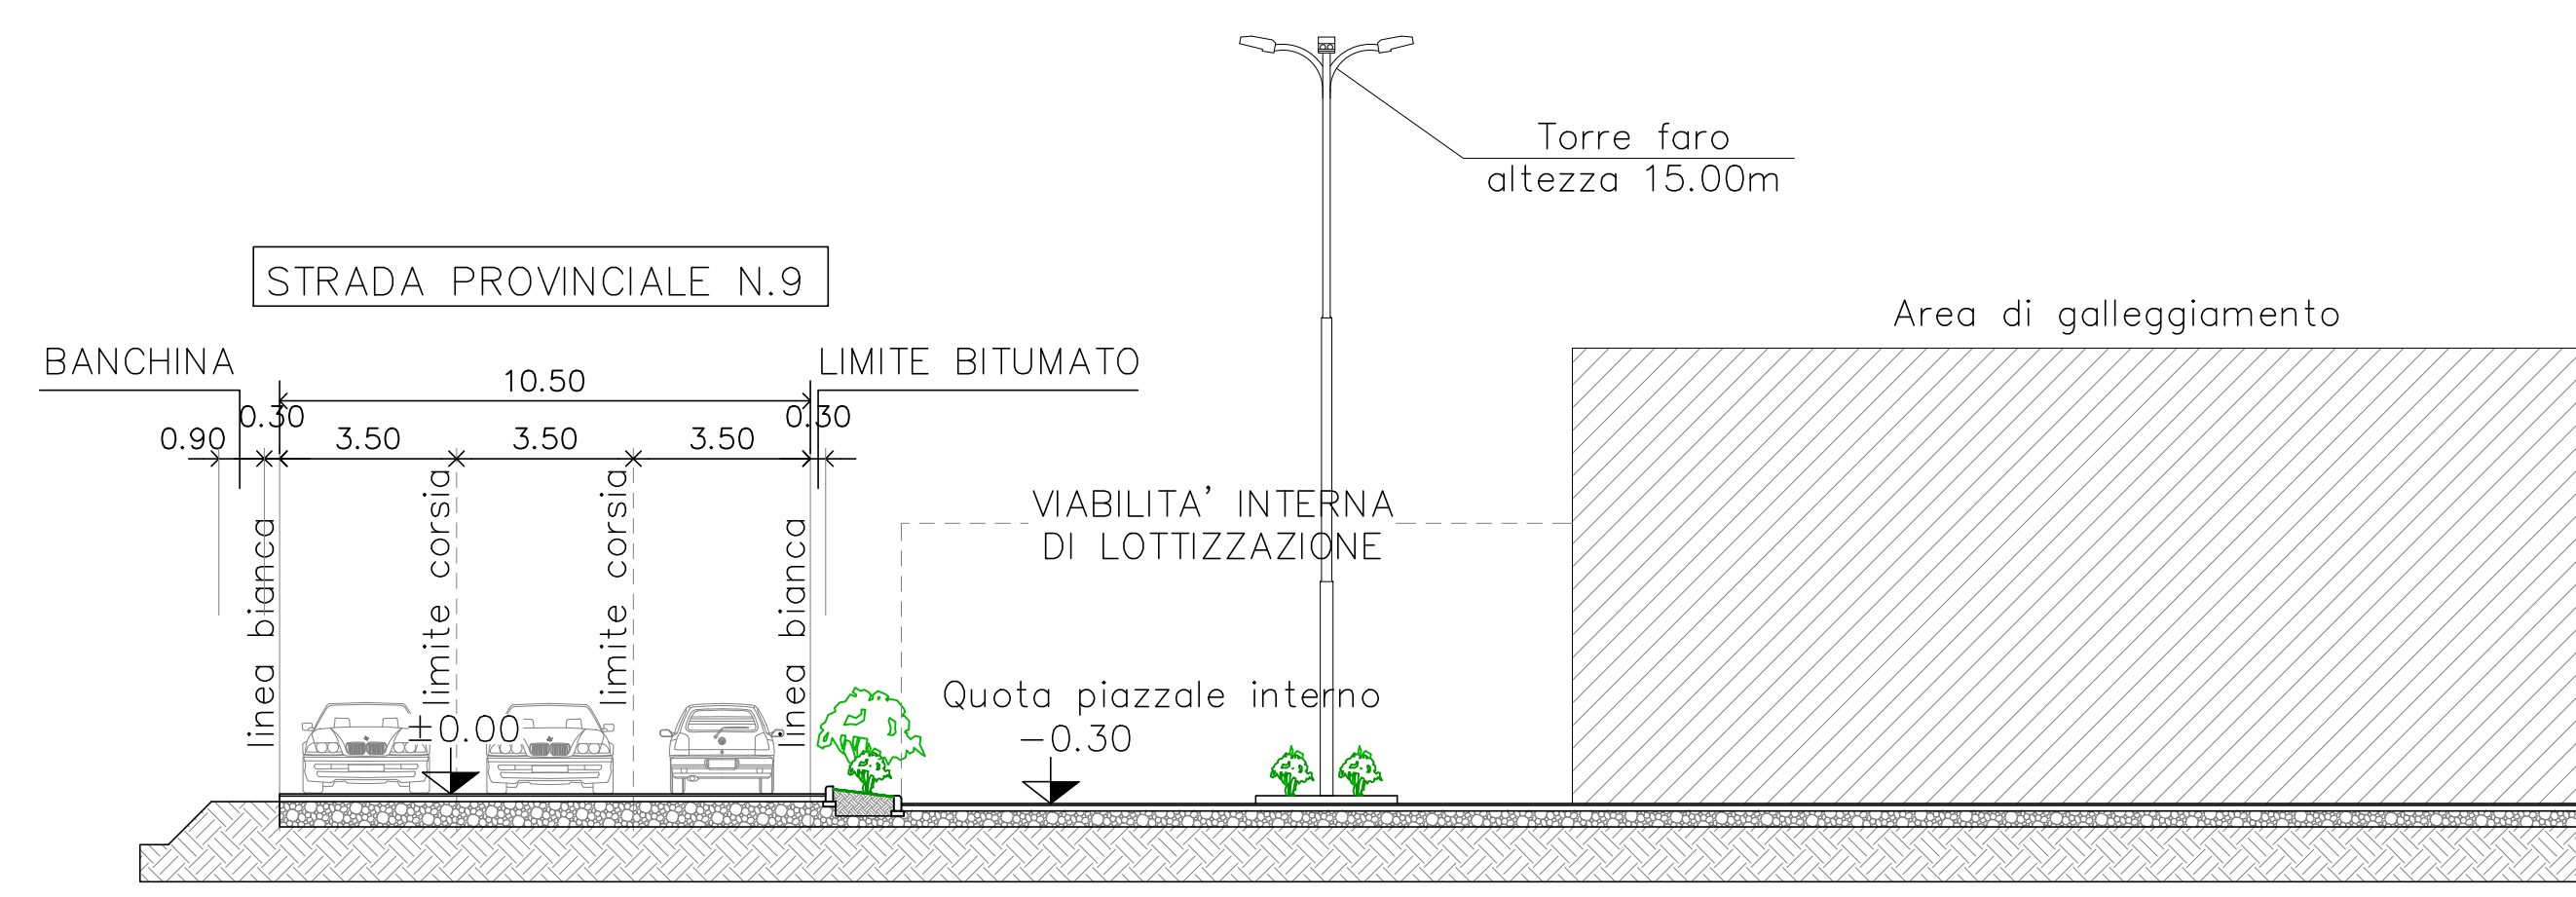 Torre faro
altezza 15.00m
STRADA PROVINCIALE N.9
Area di galleggiamento
BANCHINA
LIMITE BITUMATO
10.50
0.30
0.30
0.90
3.50
3.50
3.50
linea bianca
limite corsia
limite corsia
linea bianca
VIABILITA' INTERNA
DI LOTTIZZAZIONE
Quota piazzale interno
-0.30
±0.00